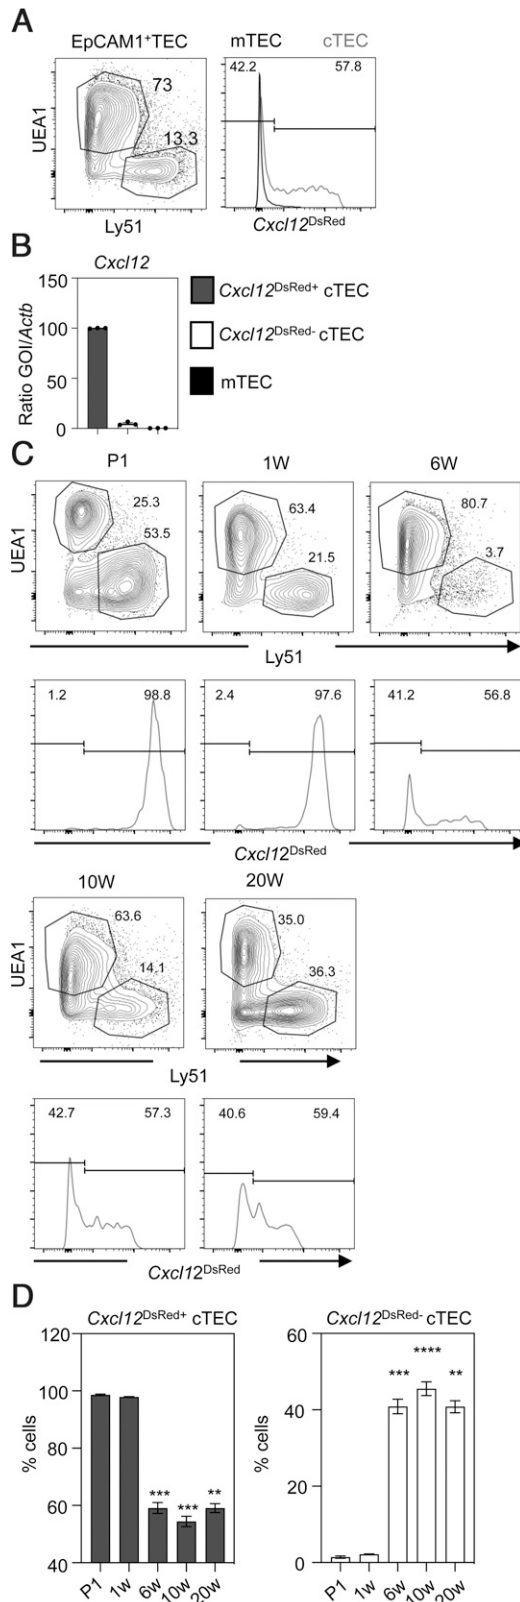 A
EpCAM1⁺TEC
mTEC cTEC
42.2 57.8
73
13.3
UEA1
Ly51
Cxcl12ᴰˢᴿᵉᵈ
B
Cxcl12
150
100
50
0
Ratio GOI/Actb
Cxcl12ᴰˢᴿᵉᵈ⁺ cTEC
Cxcl12ᴰˢᴿᵉᵈ⁻ cTEC
mTEC
C
P1 1W 6W
25.3
53.5
63.4
21.5
80.7
3.7
UEA1
Ly51
1.2 98.8
2.4 97.6
41.2 56.8
Cxcl12ᴰˢᴿᵉᵈ
10W 20W
63.6
14.1
35.0
36.3
UEA1
Ly51
42.7 57.3
40.6 59.4
Cxcl12ᴰˢᴿᵉᵈ
D
Cxcl12ᴰˢᴿᵉᵈ⁺ cTEC
120
100
80
60
40
% cells
*** *** **
P1 1w 6w 10w 20w
Cxcl12ᴰˢᴿᵉᵈ⁻ cTEC
60
40
20
0
% cells
*** **** **
P1 1w 6w 10w 20w